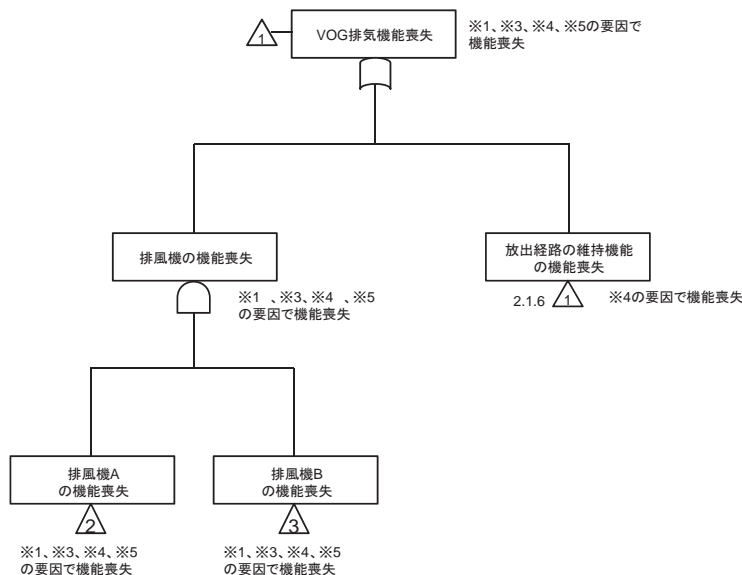 1
VOG排気機能喪失
※1、※3、※4、※5の要因で
機能喪失
排風機の機能喪失
※1 、※3、※4 、※5
の要因で機能喪失
放出経路の維持機能
の機能喪失
2.1.6
1
※4の要因で機能喪失
排風機A
の機能喪失
2
※1、※3、※4、※5
の要因で機能喪失
排風機B
の機能喪失
3
※1、※3、※4、※5
の要因で機能喪失